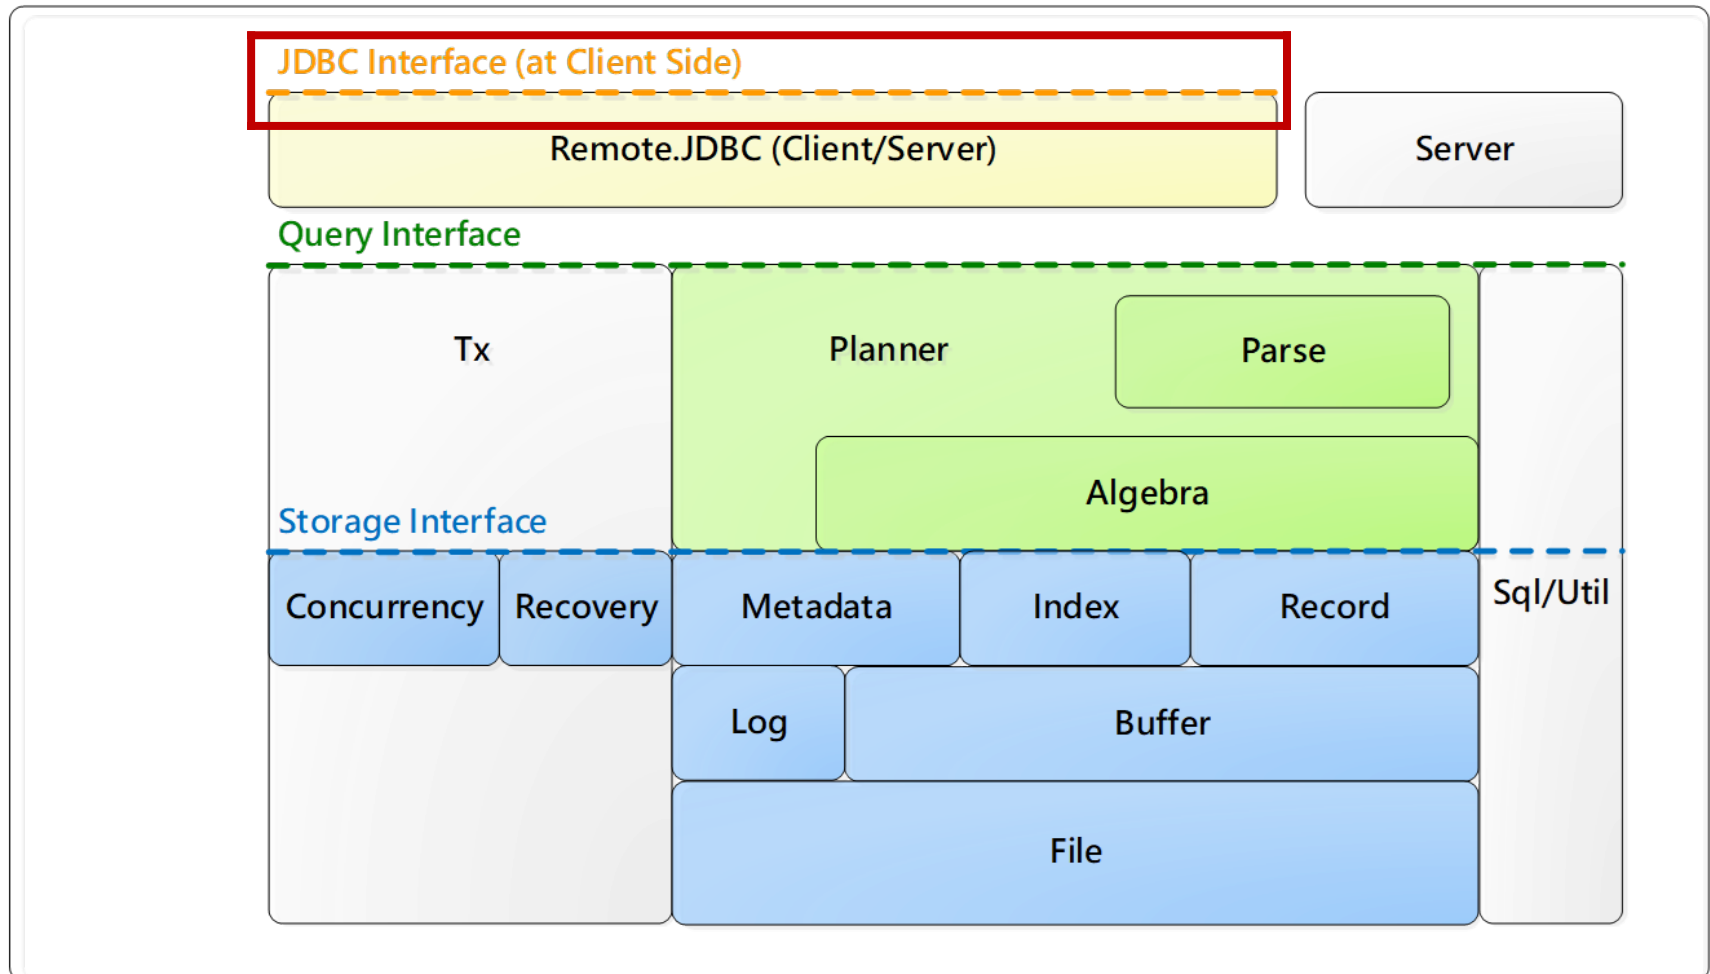 JDBC Interface (at Client Side)
Remote.JDBC (Client/Server)
Server
Query Interface
Tx
Planner
Parse
Algebra
Storage Interface
Concurrency
Recovery
Metadata
Index
Record
Sql/Util
Log
Buffer
File